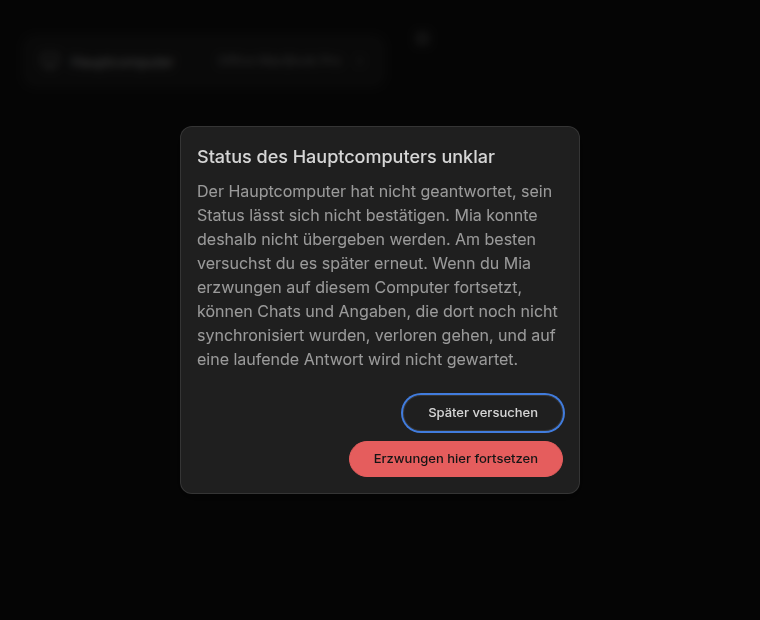 Status des Hauptcomputers unklar
Der Hauptcomputer hat nicht geantwortet, sein
Status lässt sich nicht bestätigen. Mia konnte
deshalb nicht übergeben werden. Am besten
versuchst du es später erneut. Wenn du Mia
erzwungen auf diesem Computer fortsetzt,
können Chats und Angaben, die dort noch nicht
synchronisiert wurden, verloren gehen, und auf
eine laufende Antwort wird nicht gewartet.
Später versuchen
Erzwungen hier fortsetzen